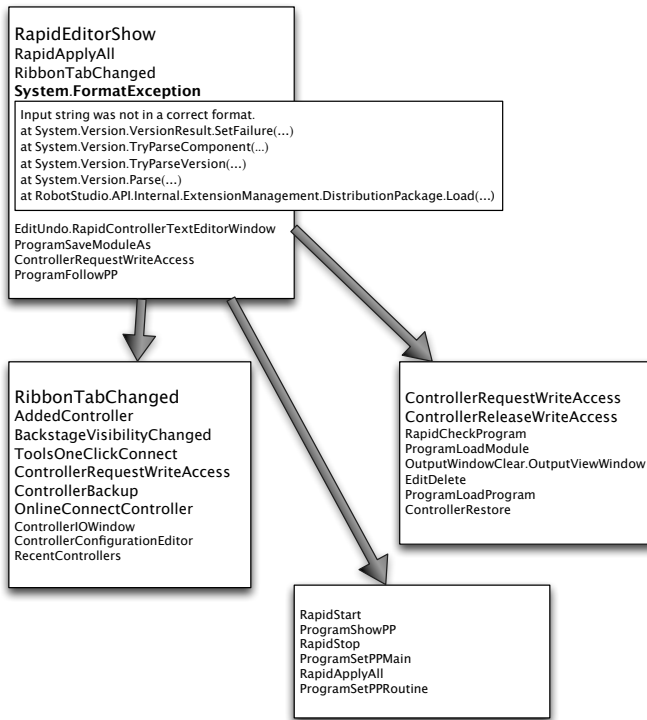 RapidEditorShow
RapidApplyAll
RibbonTabChanged
System.FormatException
Input string was not in a correct format.
at System.Version.VersionResult.SetFailure(...)
at System.Version.TryParseComponent(...)
at System.Version.TryParseVersion(...)
at System.Version.Parse(...)
at RobotStudio.API.Internal.ExtensionManagement.DistributionPackage.Load(...)
EditUndo.RapidControllerTextEditorWindow
ProgramSaveModuleAs
ControllerRequestWriteAccess
ProgramFollowPP
RibbonTabChanged
AddedController
BackstageVisibilityChanged
ToolsOneClickConnect
ControllerRequestWriteAccess
ControllerBackup
OnlineConnectController
ControllerIOWindow
ControllerConfigurationEditor
RecentControllers
ControllerRequestWriteAccess
ControllerReleaseWriteAccess
RapidCheckProgram
ProgramLoadModule
OutputWindowClear.OutputViewWindow
EditDelete
ProgramLoadProgram
ControllerRestore
RapidStart
ProgramShowPP
RapidStop
ProgramSetPPMain
RapidApplyAll
ProgramSetPPRoutine